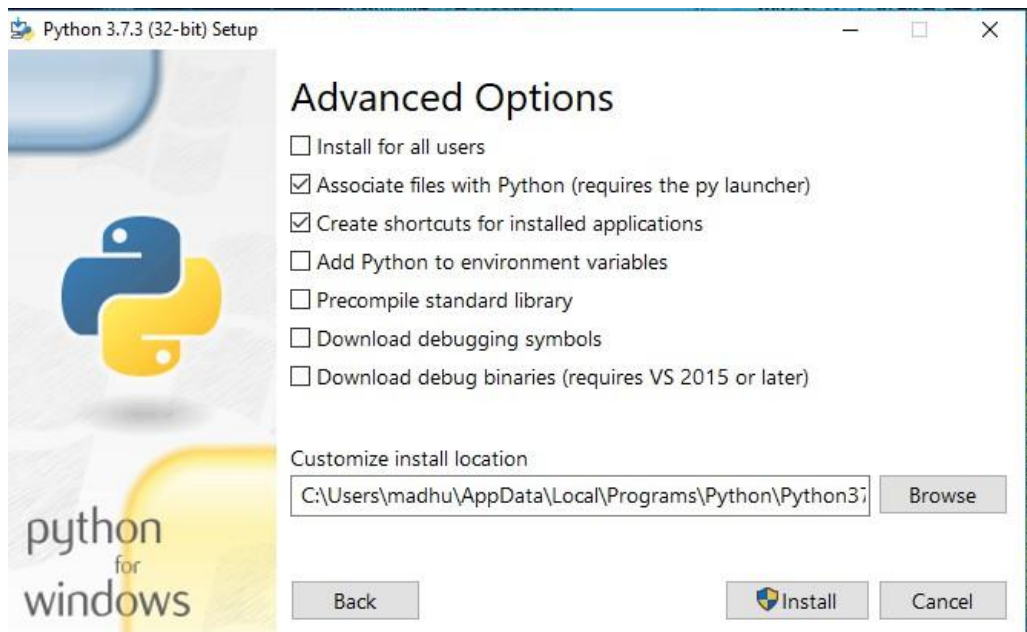 Python 3.7.3 (32-bit) Setup
Advanced Options
Install for all users
Associate files with Python (requires the py launcher)
Create shortcuts for installed applications
Add Python to environment variables
Precompile standard library
Download debugging symbols
Download debug binaries (requires VS 2015 or later)
Customize install location
C:\Users\madhu\AppData\Local\Programs\Python\Python37
Browse
python
for
windows
Back
Install
Cancel